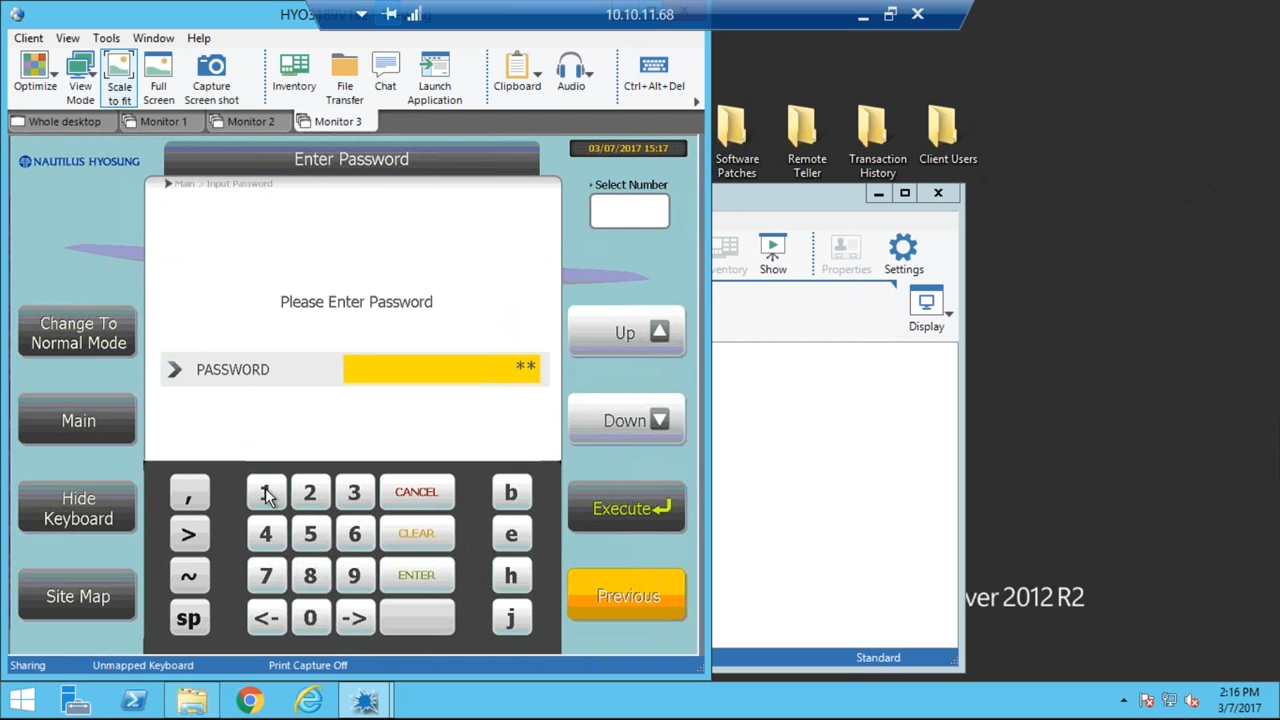 10.10.11.68
Client View Tools Window Help
Optimize
View
Mode
Scale
to fit
Full
Screen
Capture
Screen shot
Inventory
File
Transfer
Chat
Launch
Application
Clipboard
Audio
Ctrl+Alt+Del
Whole desktop
Monitor 1
Monitor 2
Monitor 3
NAUTILUS HYOSUNG
Enter Password
03/07/2017 15:17
Main > Input Password
Select Number
Please Enter Password
PASSWORD
**
Change To
Normal Mode
Main
Hide
Keyboard
Site Map
Up
Down
Execute
Previous
, 1 2 3 CANCEL b
> 4 5 6 CLEAR e
~ 7 8 9 ENTER h
sp <- 0 -> j
Sharing
Unmapped Keyboard
Print Capture Off
Software
Patches
Remote
Teller
Transaction
History
Client Users
ventory
Show
Properties
Settings
Display
Standard
ver 2012 R2
2:16 PM
3/7/2017